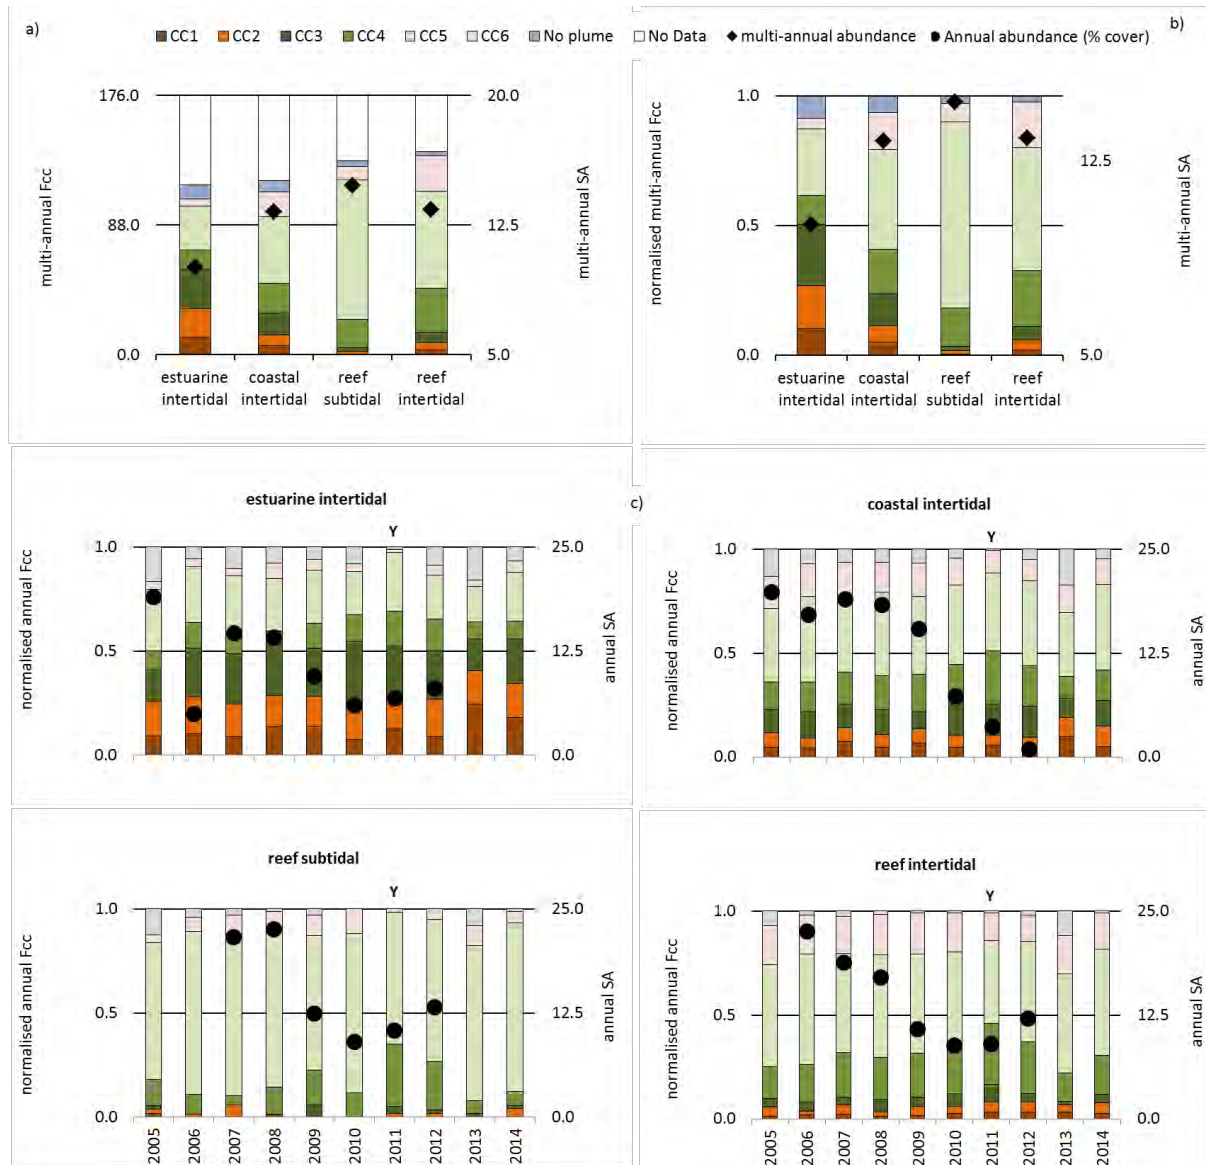 a)
CC1 CC2 CC3 CC4 CC5 CC6 No plume No Data multi-annual abundance Annual abundance (% cover)
b)
176.0
88.0
0.0
multi-annual Fcc
20.0
12.5
5.0
multi-annual SA
estuarine intertidal
coastal intertidal
reef subtidal
reef intertidal
1.0
0.5
0.0
normalised multi-annual Fcc
12.5
5.0
multi-annual SA
estuarine intertidal
coastal intertidal
reef subtidal
reef intertidal
c)
estuarine intertidal
Y
1.0
0.5
0.0
normalised annual Fcc
25.0
12.5
0.0
annual SA
coastal intertidal
Y
1.0
0.5
0.0
normalised annual Fcc
25.0
12.5
0.0
annual SA
reef subtidal
Y
1.0
0.5
0.0
normalised annual Fcc
25.0
12.5
0.0
annual SA
2005 2006 2007 2008 2009 2010 2011 2012 2013 2014
reef intertidal
Y
1.0
0.5
0.0
normalised annual Fcc
25.0
12.5
0.0
annual SA
2005 2006 2007 2008 2009 2010 2011 2012 2013 2014